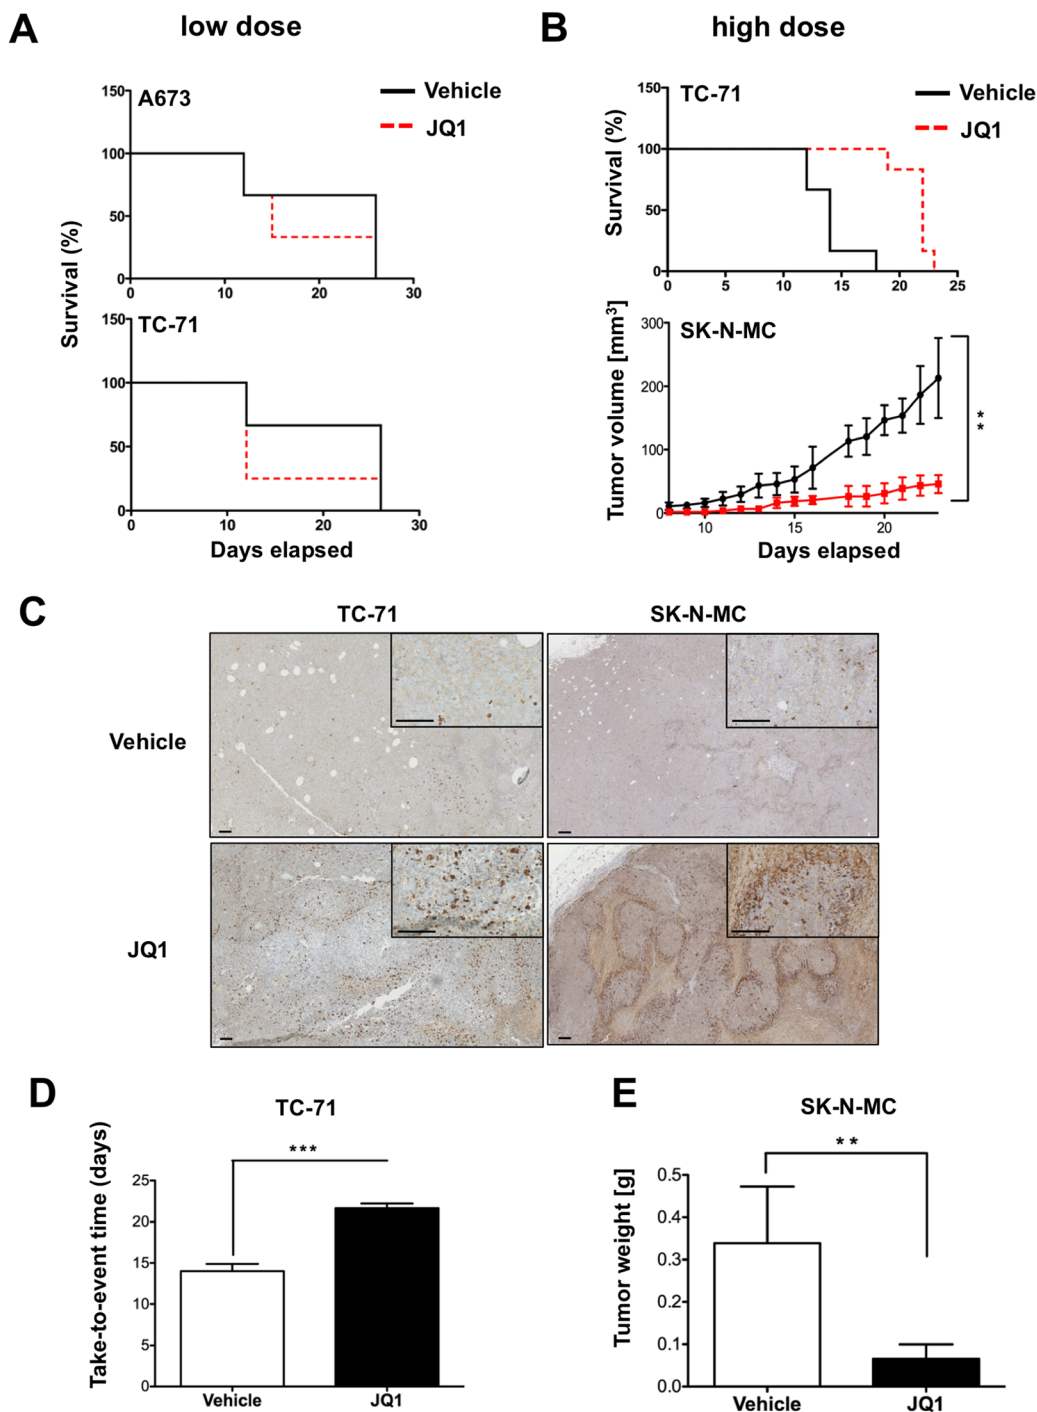 A
low dose
B
high dose
150
A673
Vehicle
JQ1
100
50
0
0 10 20 30
Survival (%)
150
TC-71
100
50
0
0 10 20 30
Days elapsed
150
TC-71
Vehicle
JQ1
Survival (%)
100
50
0
0 5 10 15 20 25
300
SK-N-MC
Tumor volume [mm³]
200
100
0
**
10 15 20
Days elapsed
C
TC-71
SK-N-MC
Vehicle
JQ1
D
TC-71
***
Take-to-event time (days)
25
20
15
10
5
0
Vehicle JQ1
E
SK-N-MC
**
Tumor weight [g]
0.5
0.4
0.3
0.2
0.1
0.0
Vehicle JQ1